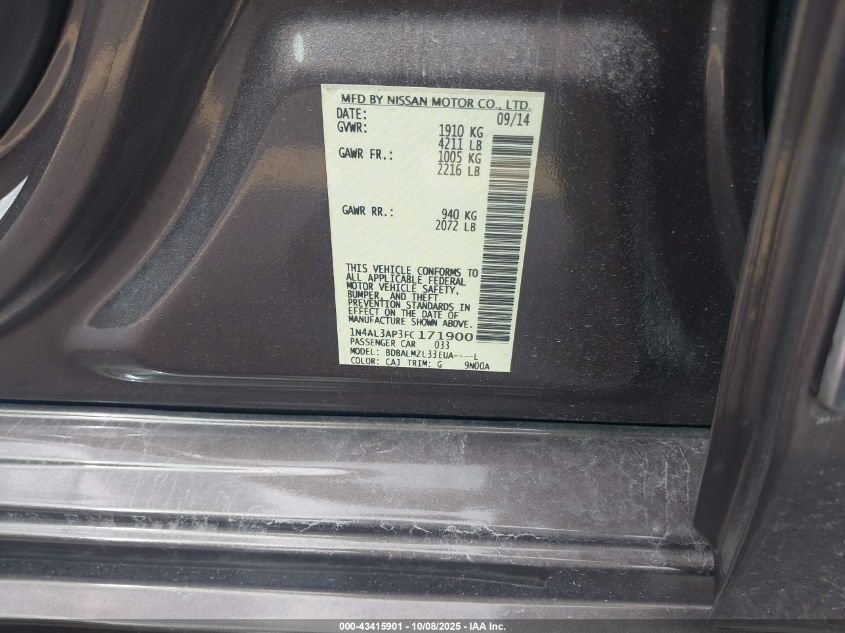 MFD BY NISSAN MOTOR CO., LTD.
DATE: 09/14
GVWR: 1910 KG
4211 LB
GAWR FR.: 1005 KG
2216 LB
GAWR RR.: 940 KG
2072 LB
THIS VEHICLE CONFORMS TO
ALL APPLICABLE FEDERAL
MOTOR VEHICLE SAFETY,
BUMPER, AND THEFT
PREVENTION STANDARDS IN
EFFECT ON THE DATE OF
MANUFACTURE SHOWN ABOVE.
1N4AL3AP3FC171900
PASSENGER CAR 033
MODEL: BDBALMZL33EUA----L
COLOR: CAJ TRIM: G 9N00A
000-43415901 - 10/08/2025 - IAA Inc.